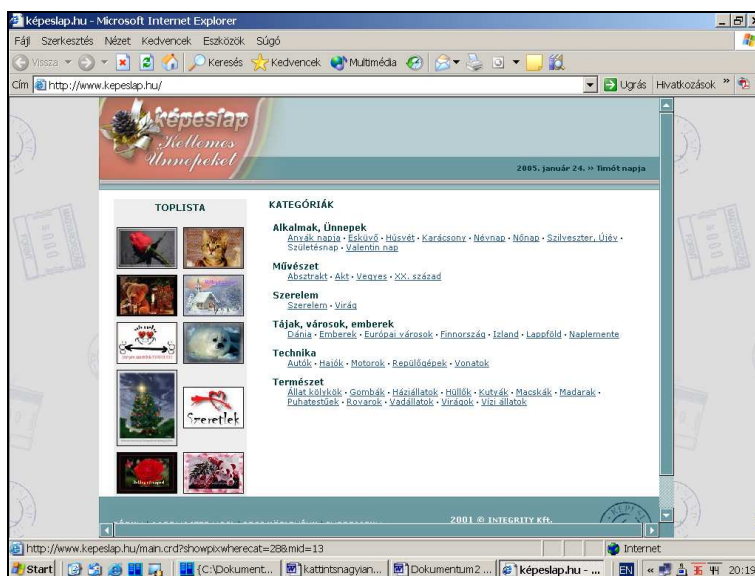 képeslap.hu - Microsoft Internet Explorer
Fájl Szerkesztés Nézet Kedvencek Eszközök Súgó
Vissza Keresés Kedvencek Multimédia
Cím http://www.kepeslap.hu/ Ugrás Hivatkozások »
képeslap
Kellemes
Ünnepeket
2005. január 24. » Timót napja
TOPLISTA
Szeretlek
KATEGÓRIÁK
Alkalmak, Ünnepek
Anyák napja • Esküvő • Húsvét • Karácsony • Névnap • Nőnap • Szilveszter, Újév •
Születésnap • Valentin nap
Művészet
Absztrakt • Akt • Vegyes • XX. század
Szerelem
Szerelem • Virág
Tájak, városok, emberek
Dánia • Emberek • Európai városok • Finnország • Izland • Lappföld • Naplemente
Technika
Autók • Hajók • Motorok • Repülőgépek • Vonatok
Természet
Állat kölykök • Gombák • Háziállatok • Hüllők • Kutyák • Macskák • Madarak •
Puhatestűek • Rovarok • Vadállatok • Virágok • Vízi állatok
2001 © INTEGRITY Kft.
http://www.kepeslap.hu/main.crd?showpixwherecat=28&mid=13 Internet
Start {C:\Dokument... kattintsnagyian... Dokumentum2 ... képeslap.hu - ... EN « 20:19